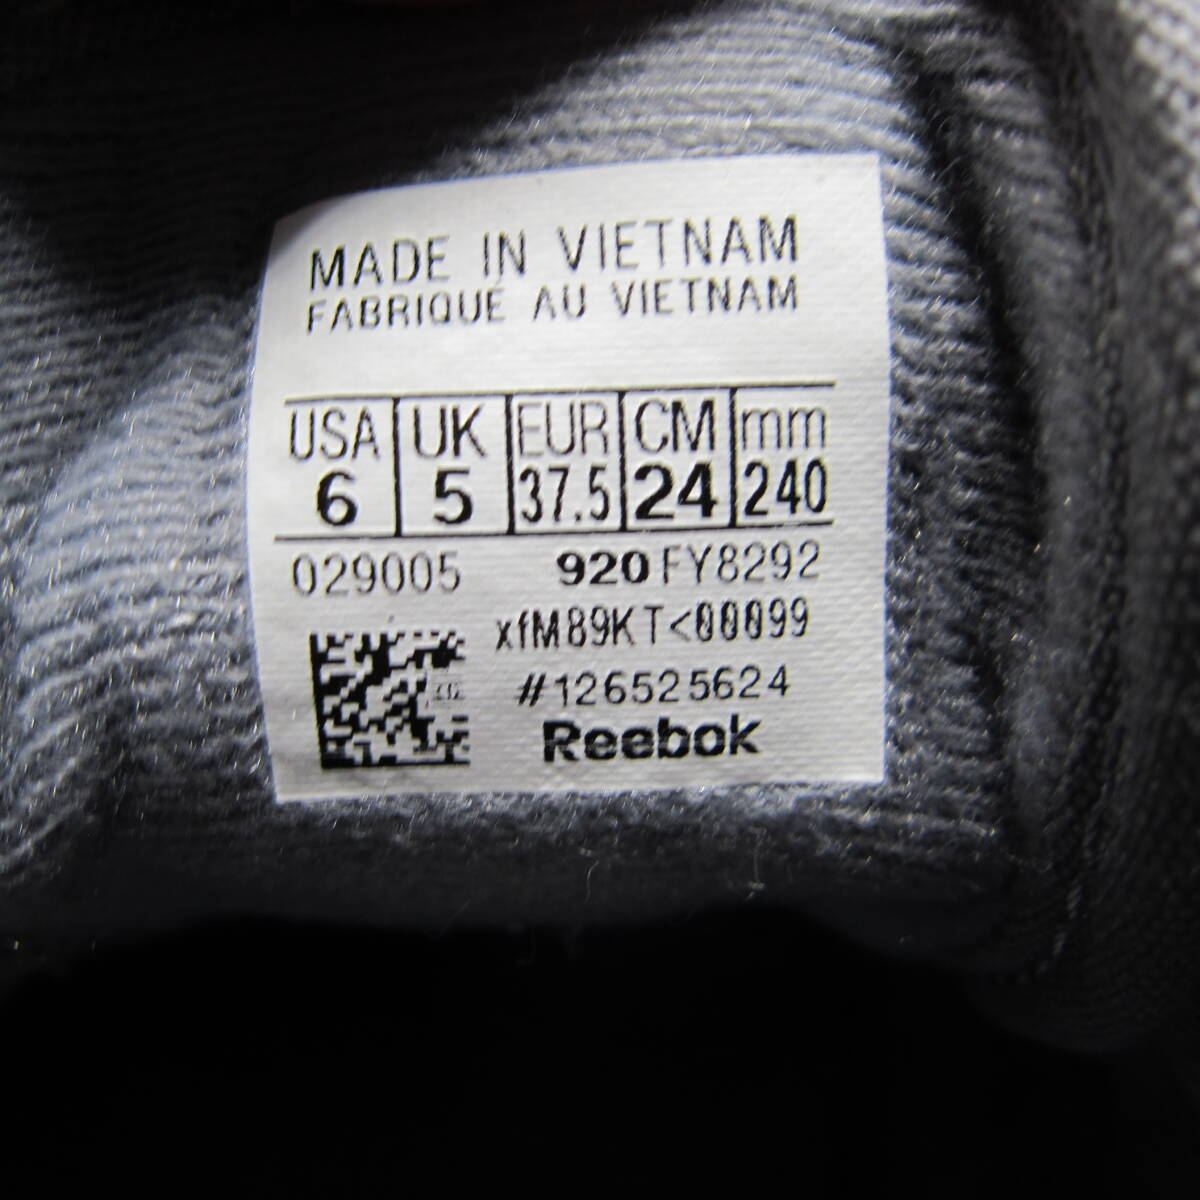 MADE IN VIETNAM
FABRIQUÉ AU VIETNAM
USA UK EUR CM mm
6 5 37.5 24 240
029005 920 FY8292
xfM89KT<00099
#126525624
Reebok